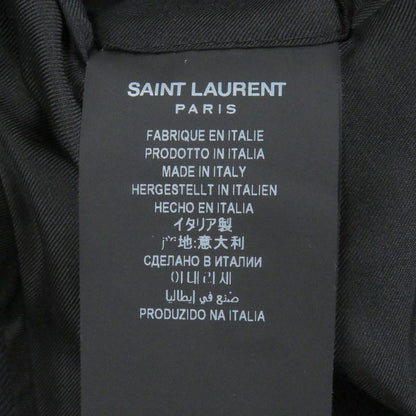 SAINT LAURENT
PARIS
FABRIQUE EN ITALIE
PRODOTTO IN ITALIA
MADE IN ITALY
HERGESTELLT IN ITALIEN
HECHO EN ITALIA
イタリア製
地:意大利
СДЕЛАНО В ИТАЛИИ
صنع في إيطاليا
PRODUZIDO NA ITALIA